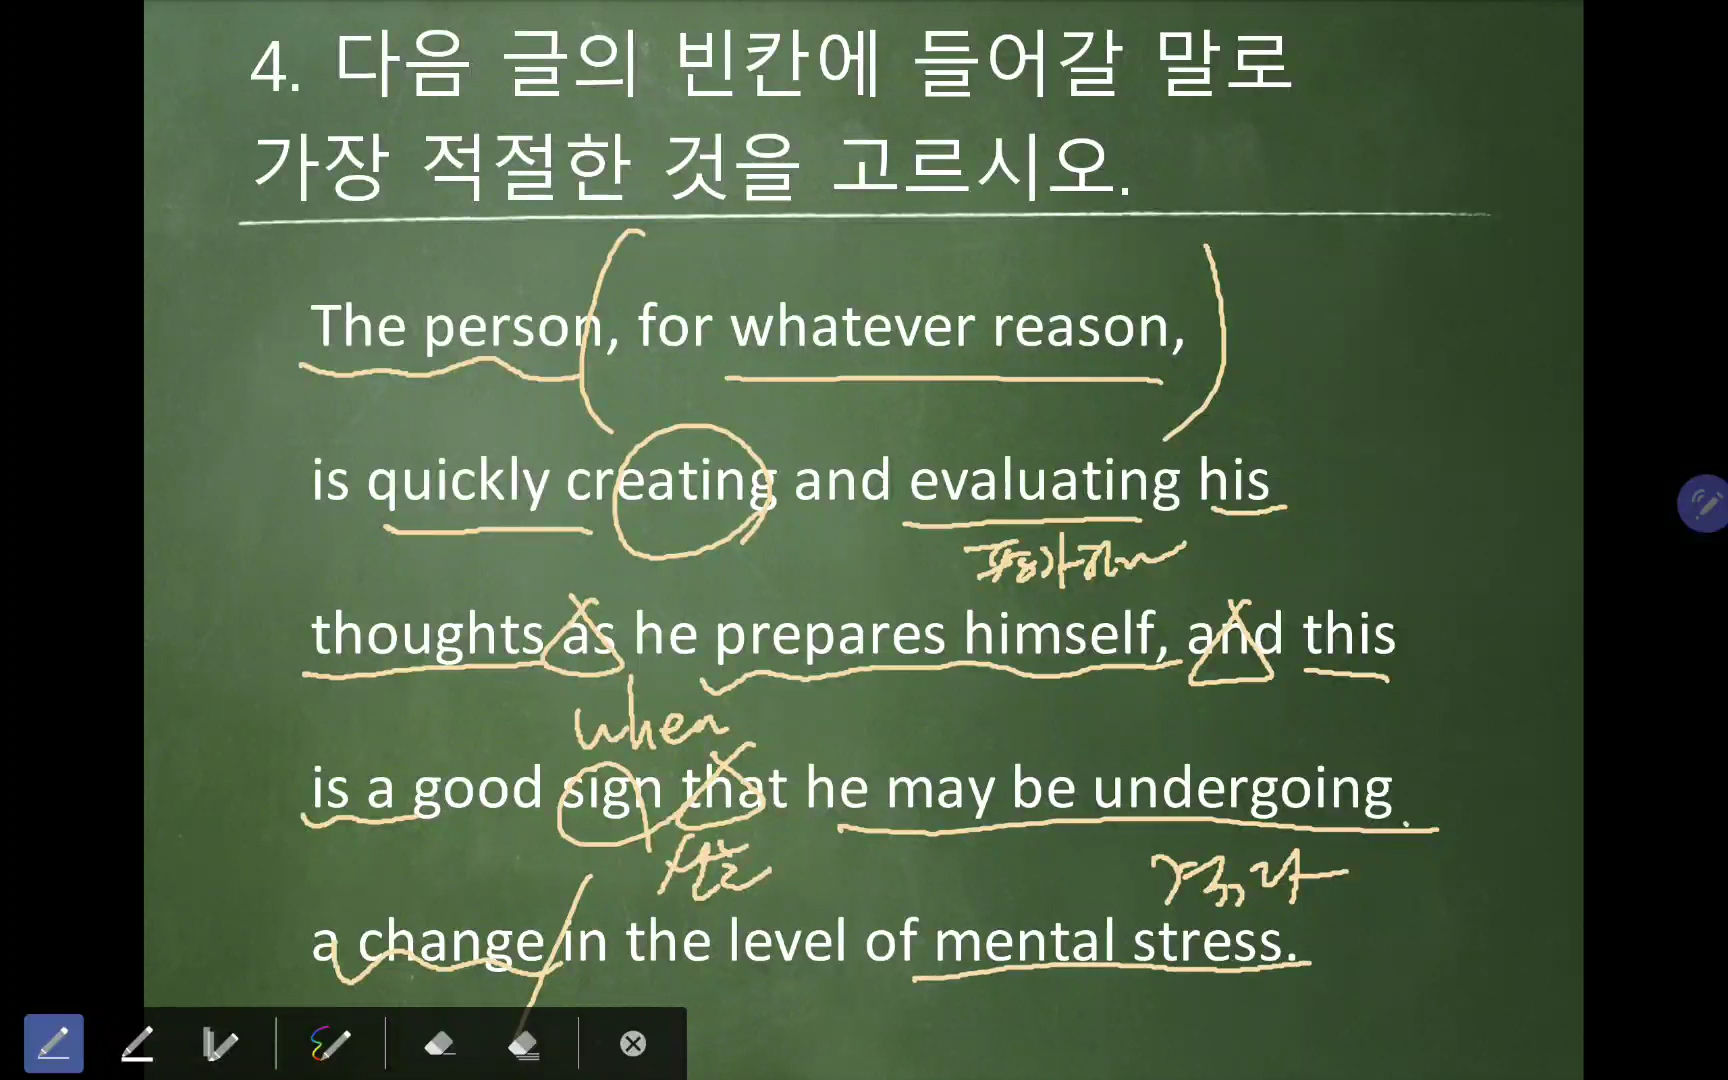 4. 다음 글의 빈칸에 들어갈 말로
가장 적절한 것을 고르시오.
The person, for whatever reason,
is quickly creating and evaluating his
thoughts as he prepares himself, and this
when
is a good sign that he may be undergoing
a change in the level of mental stress.